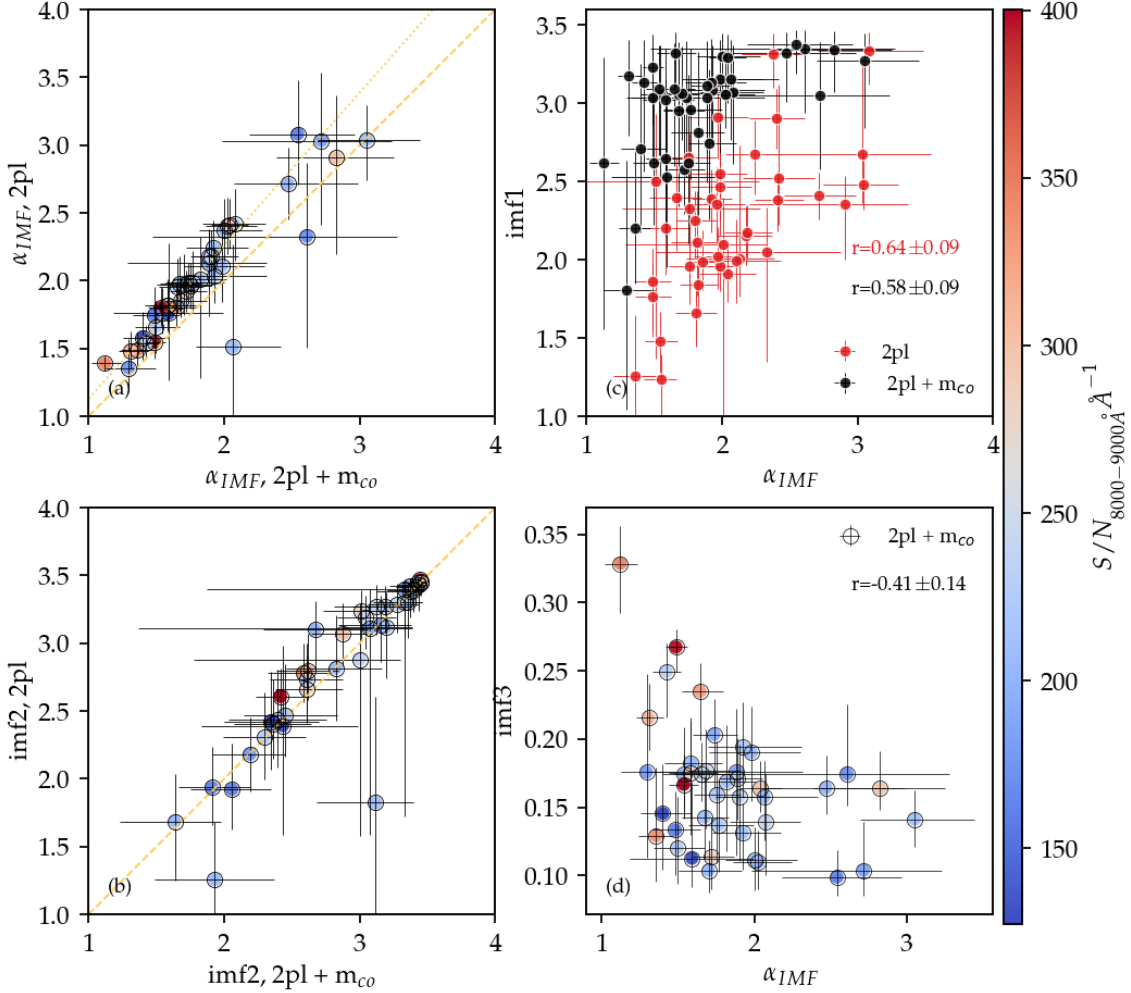 4.0
3.5
3.0
2.5
2.0
1.5
1.0
α_IMF, 2pl
(a)
1 2 3 4
α_IMF, 2pl + m_co
3.5
3.0
2.5
2.0
1.5
1.0
imf1
r=0.64±0.09
r=0.58±0.09
2pl
2pl + m_co
(c)
1 2 3 4
α_IMF
400
350
300
250
200
150
S/N_8000−9000Å Å⁻¹
4.0
3.5
3.0
2.5
2.0
1.5
1.0
imf2, 2pl
(b)
1 2 3 4
imf2, 2pl + m_co
0.35
0.30
0.25
0.20
0.15
0.10
imf3
2pl + m_co
r=-0.41±0.14
(d)
1 2 3
α_IMF